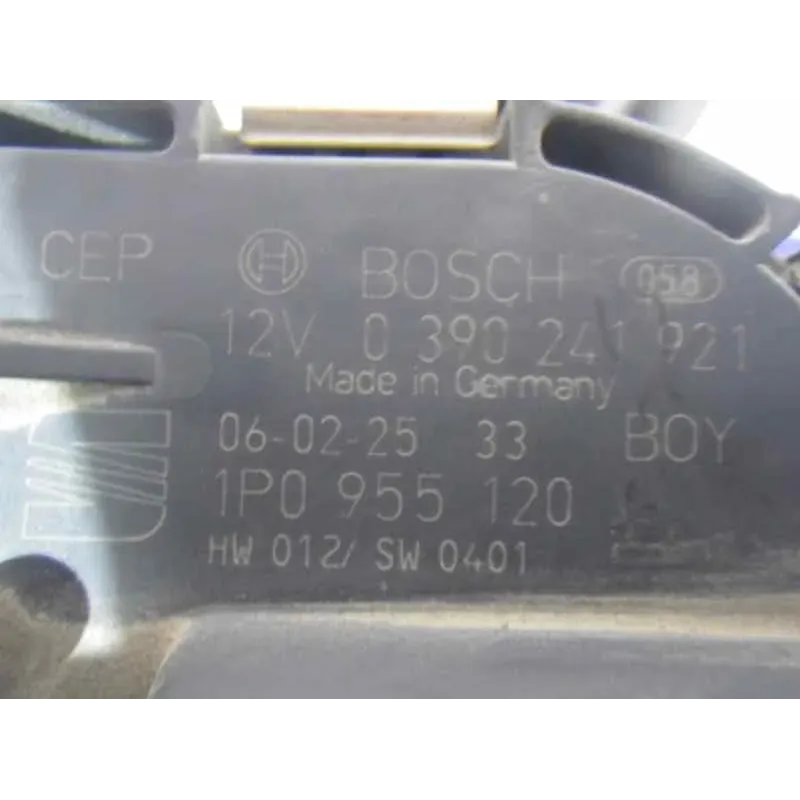 CEP BOSCH 058
12V 0 390 241 921
Made in Germany
06-02-25 33 BOY
1P0 955 120
HW 012/ SW 0401